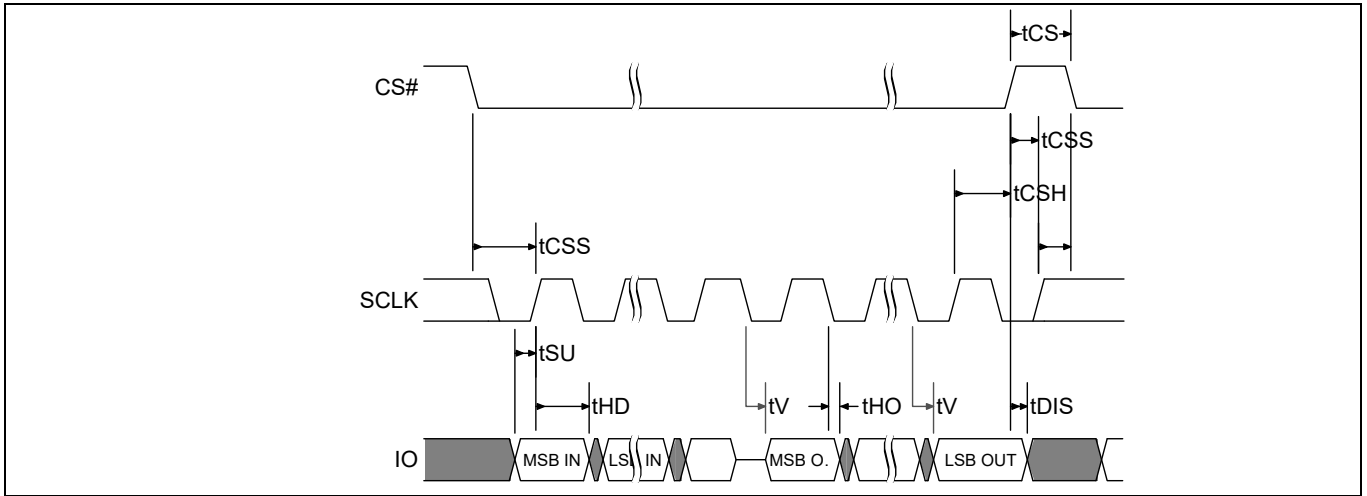 tCS
CS#
tCSS
tCSH
tCSS
SCLK
tSU
tHD
tV
tHO
tV
tDIS
IO
MSB IN
IN
MSB O.
LSB OUT